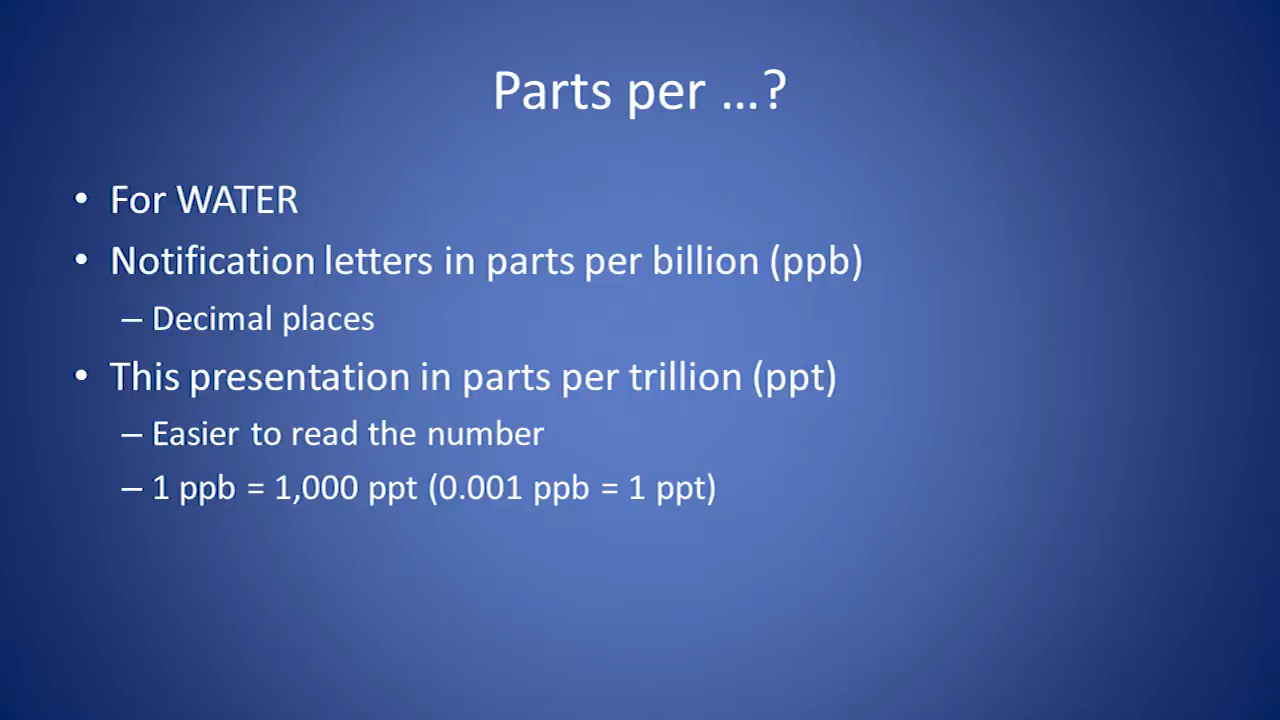 Parts per ...?
• For WATER
• Notification letters in parts per billion (ppb)
– Decimal places
• This presentation in parts per trillion (ppt)
– Easier to read the number
– 1 ppb = 1,000 ppt (0.001 ppb = 1 ppt)